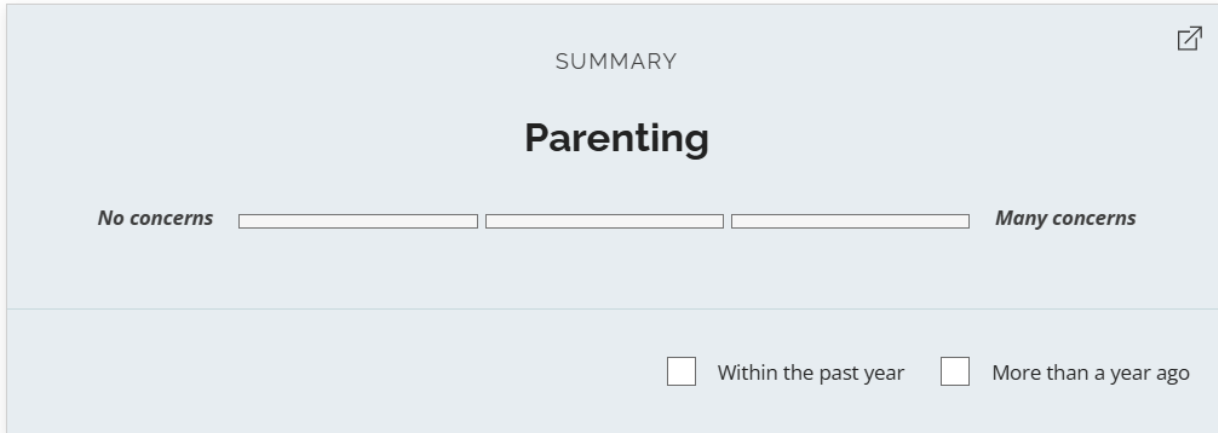 SUMMARY
Parenting
No concerns Many concerns
Within the past year More than a year ago